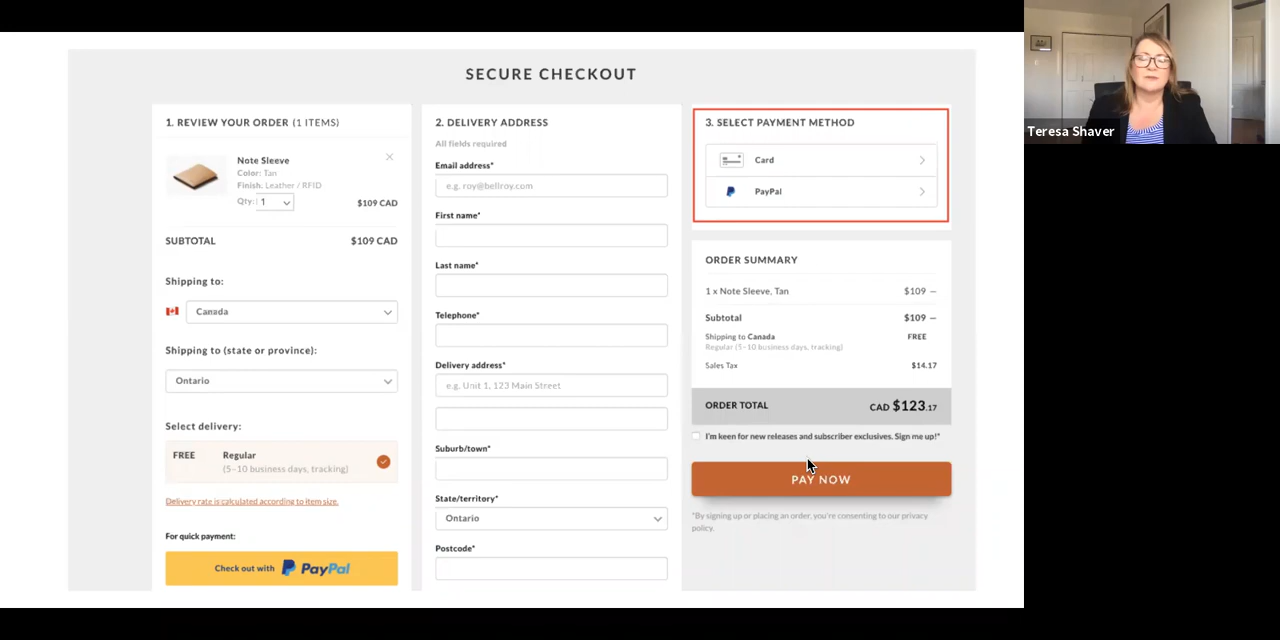 SECURE CHECKOUT
1. REVIEW YOUR ORDER (1 ITEMS)
Note Sleeve
Color: Tan
Finish: Leather / RFID
Qty: 1
$109 CAD
SUBTOTAL $109 CAD
Shipping to:
Canada
Shipping to (state or province):
Ontario
Select delivery:
FREE Regular
(5-10 business days, tracking)
Delivery rate is calculated according to item size.
For quick payment:
Check out with PayPal
2. DELIVERY ADDRESS
All fields required
Email address*
e.g. roy@bellroy.com
First name*
Last name*
Telephone*
Delivery address*
e.g. Unit 1, 123 Main Street
Suburb/town*
State/territory*
Ontario
Postcode*
3. SELECT PAYMENT METHOD
Card
PayPal
ORDER SUMMARY
1 x Note Sleeve, Tan $109 —
Subtotal $109 —
Shipping to Canada FREE
Regular (5-10 business days, tracking)
Sales Tax $14.17
ORDER TOTAL CAD $123.17
I'm keen for new releases and subscriber exclusives. Sign me up!*
PAY NOW
*By signing up or placing an order, you're consenting to our privacy
policy.
Teresa Shaver